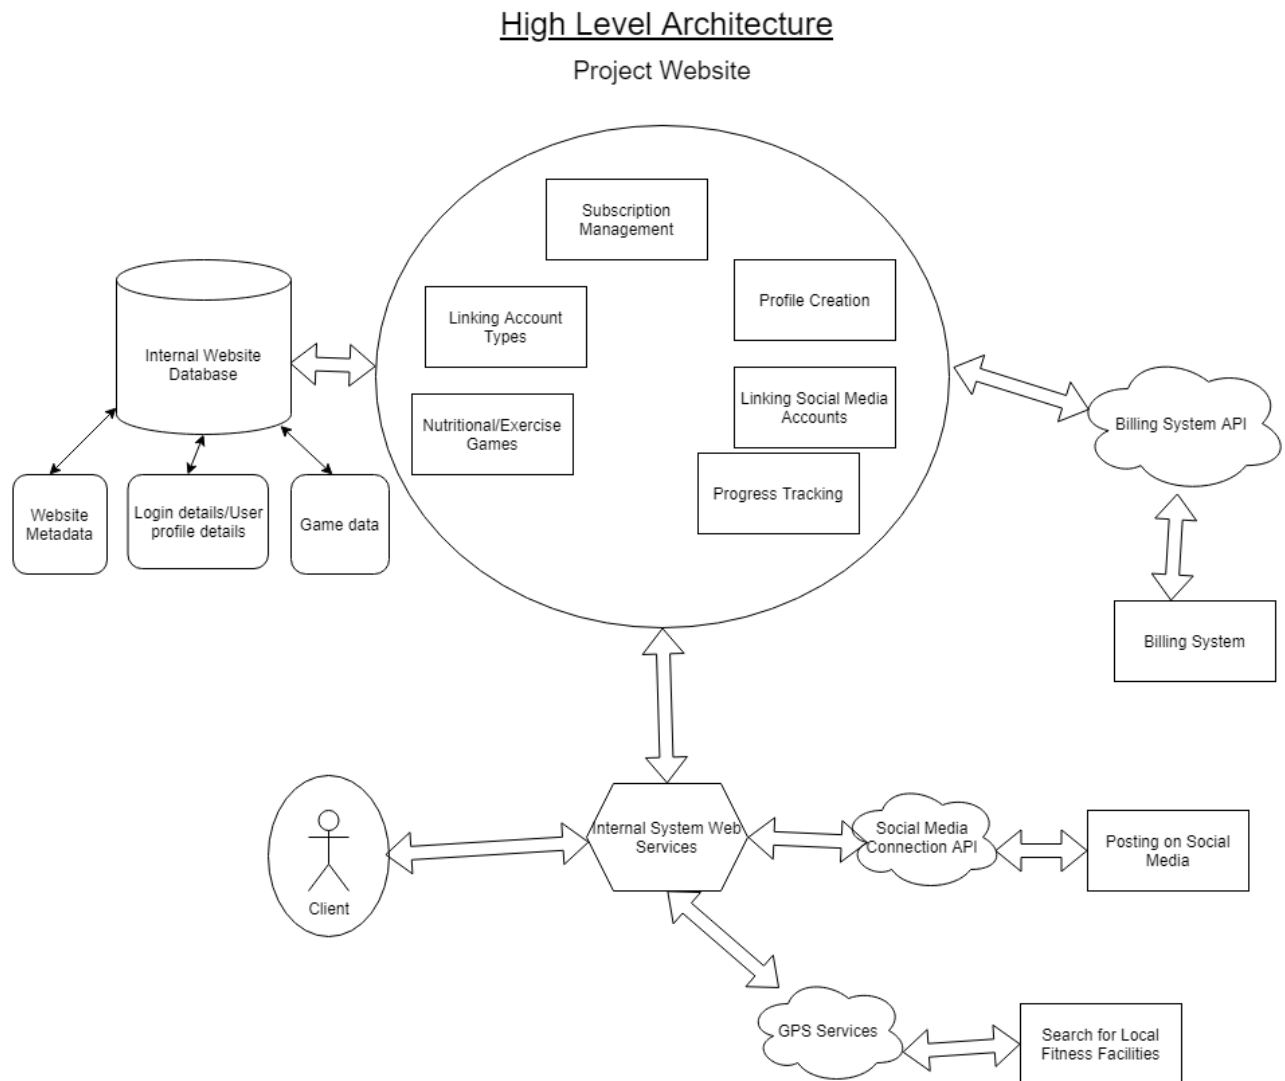 High Level Architecture
Project Website
Subscription
Management
Profile Creation
Linking Account
Types
Internal Website
Database
Linking Social Media
Accounts
Nutritional/Exercise
Games
Billing System API
Progress Tracking
Website
Metadata
Login details/User
profile details
Game data
Billing System
Internal System Web
Services
Social Media
Connection API
Posting on Social
Media
Client
GPS Services
Search for Local
Fitness Facilities